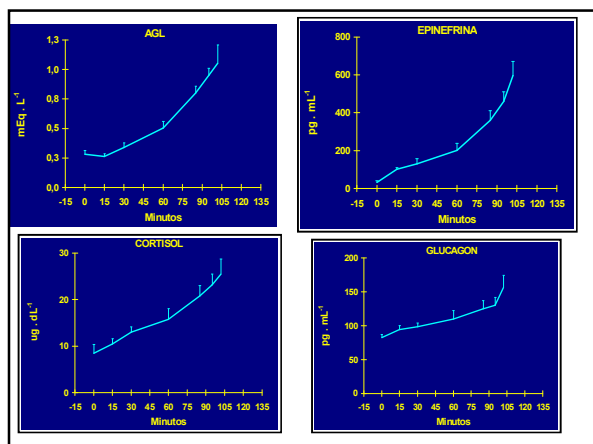 AGL
mEq . L-1
1,3
1,0
0,8
0,5
0,3
0,0
-15 0 15 30 45 60 75 90 105 120 135
Minutos
EPINEFRINA
pg . mL-1
800
600
400
200
0
-15 0 15 30 45 60 75 90 105 120 135
Minutos
CORTISOL
ug . dL-1
30
20
10
0
-15 0 15 30 45 60 75 90 105 120 135
Minutos
GLUCAGON
pg . mL-1
200
150
100
50
0
-15 0 15 30 45 60 75 90 105 120 135
Minutos